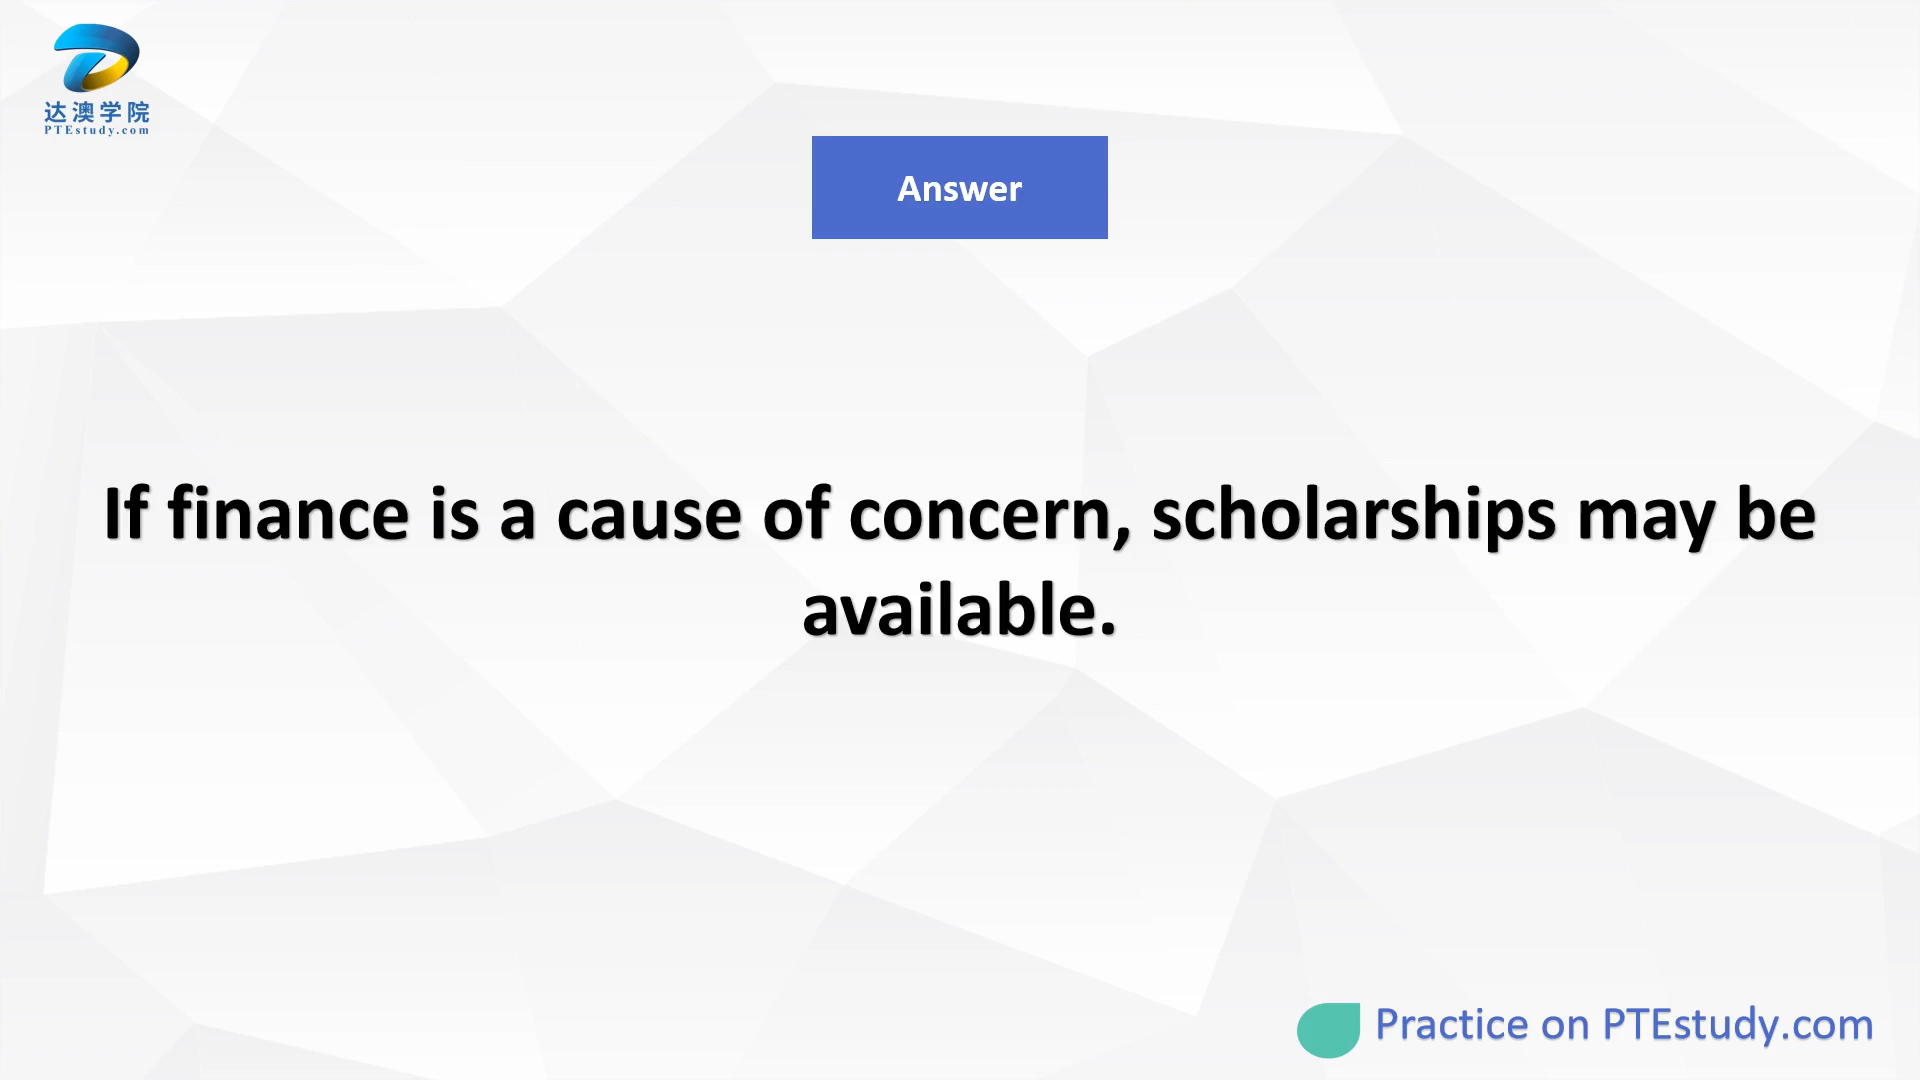 达澳学院
PTEstudy.com
Answer
If finance is a cause of concern, scholarships may be
available.
Practice on PTEstudy.com